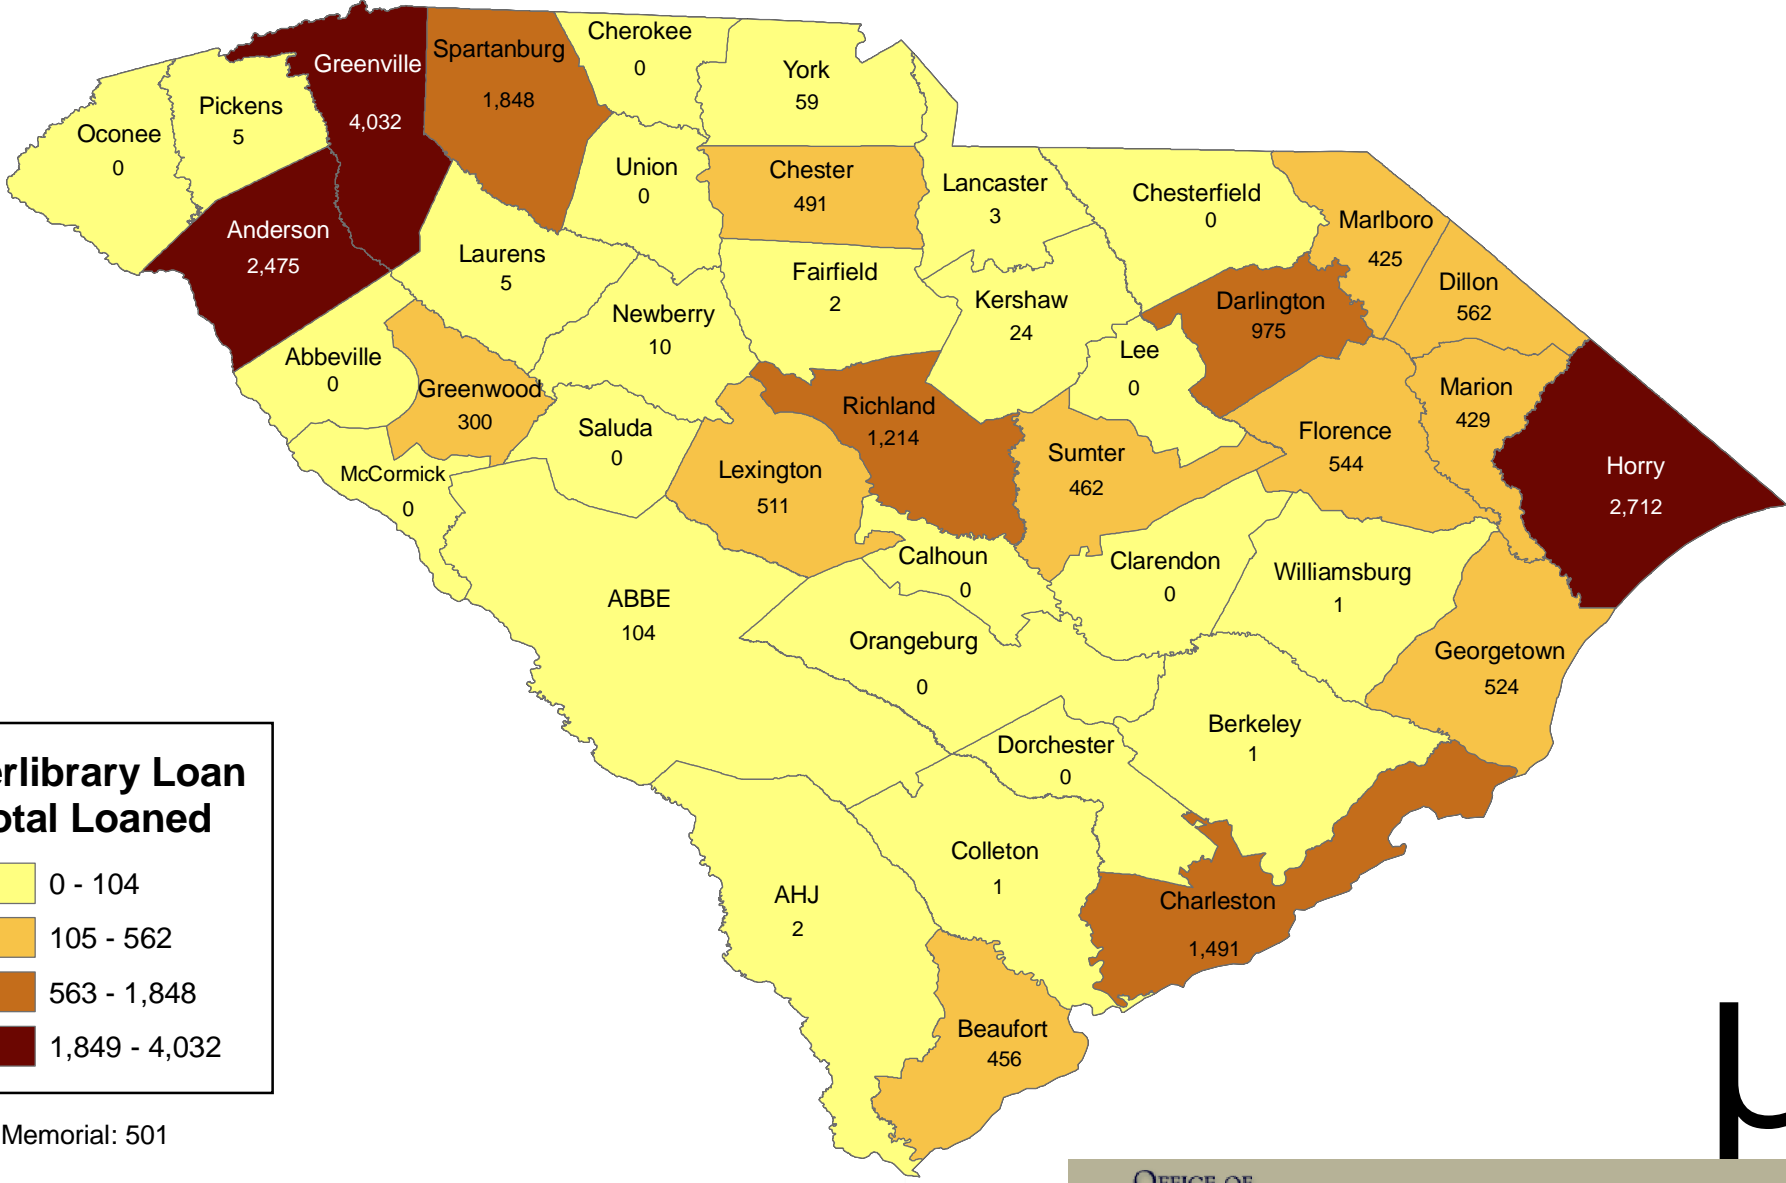 Cherokee
0
Spartanburg
1,848
Greenville
4,032
York
59
Pickens
5
Oconee
0
Union
0
Chester
491
Lancaster
3
Chesterfield
0
Marlboro
425
Anderson
2,475
Laurens
5
Fairfield
2
Kershaw
24
Darlington
975
Dillon
562
Newberry
10
Lee
0
Abbeville
0
Greenwood
300
Richland
1,214
Marion
429
Saluda
0
Florence
544
Lexington
511
Sumter
462
Horry
2,712
McCormick
0
Calhoun
0
Clarendon
0
Williamsburg
1
ABBE
104
Orangeburg
0
Georgetown
524
Berkeley
1
Dorchester
0
Colleton
1
AHJ
2
Charleston
1,491
Beaufort
456
erlibrary Loan
otal Loaned
0 - 104
105 - 562
563 - 1,848
1,849 - 4,032
Memorial: 501
µ
OFFICE OF